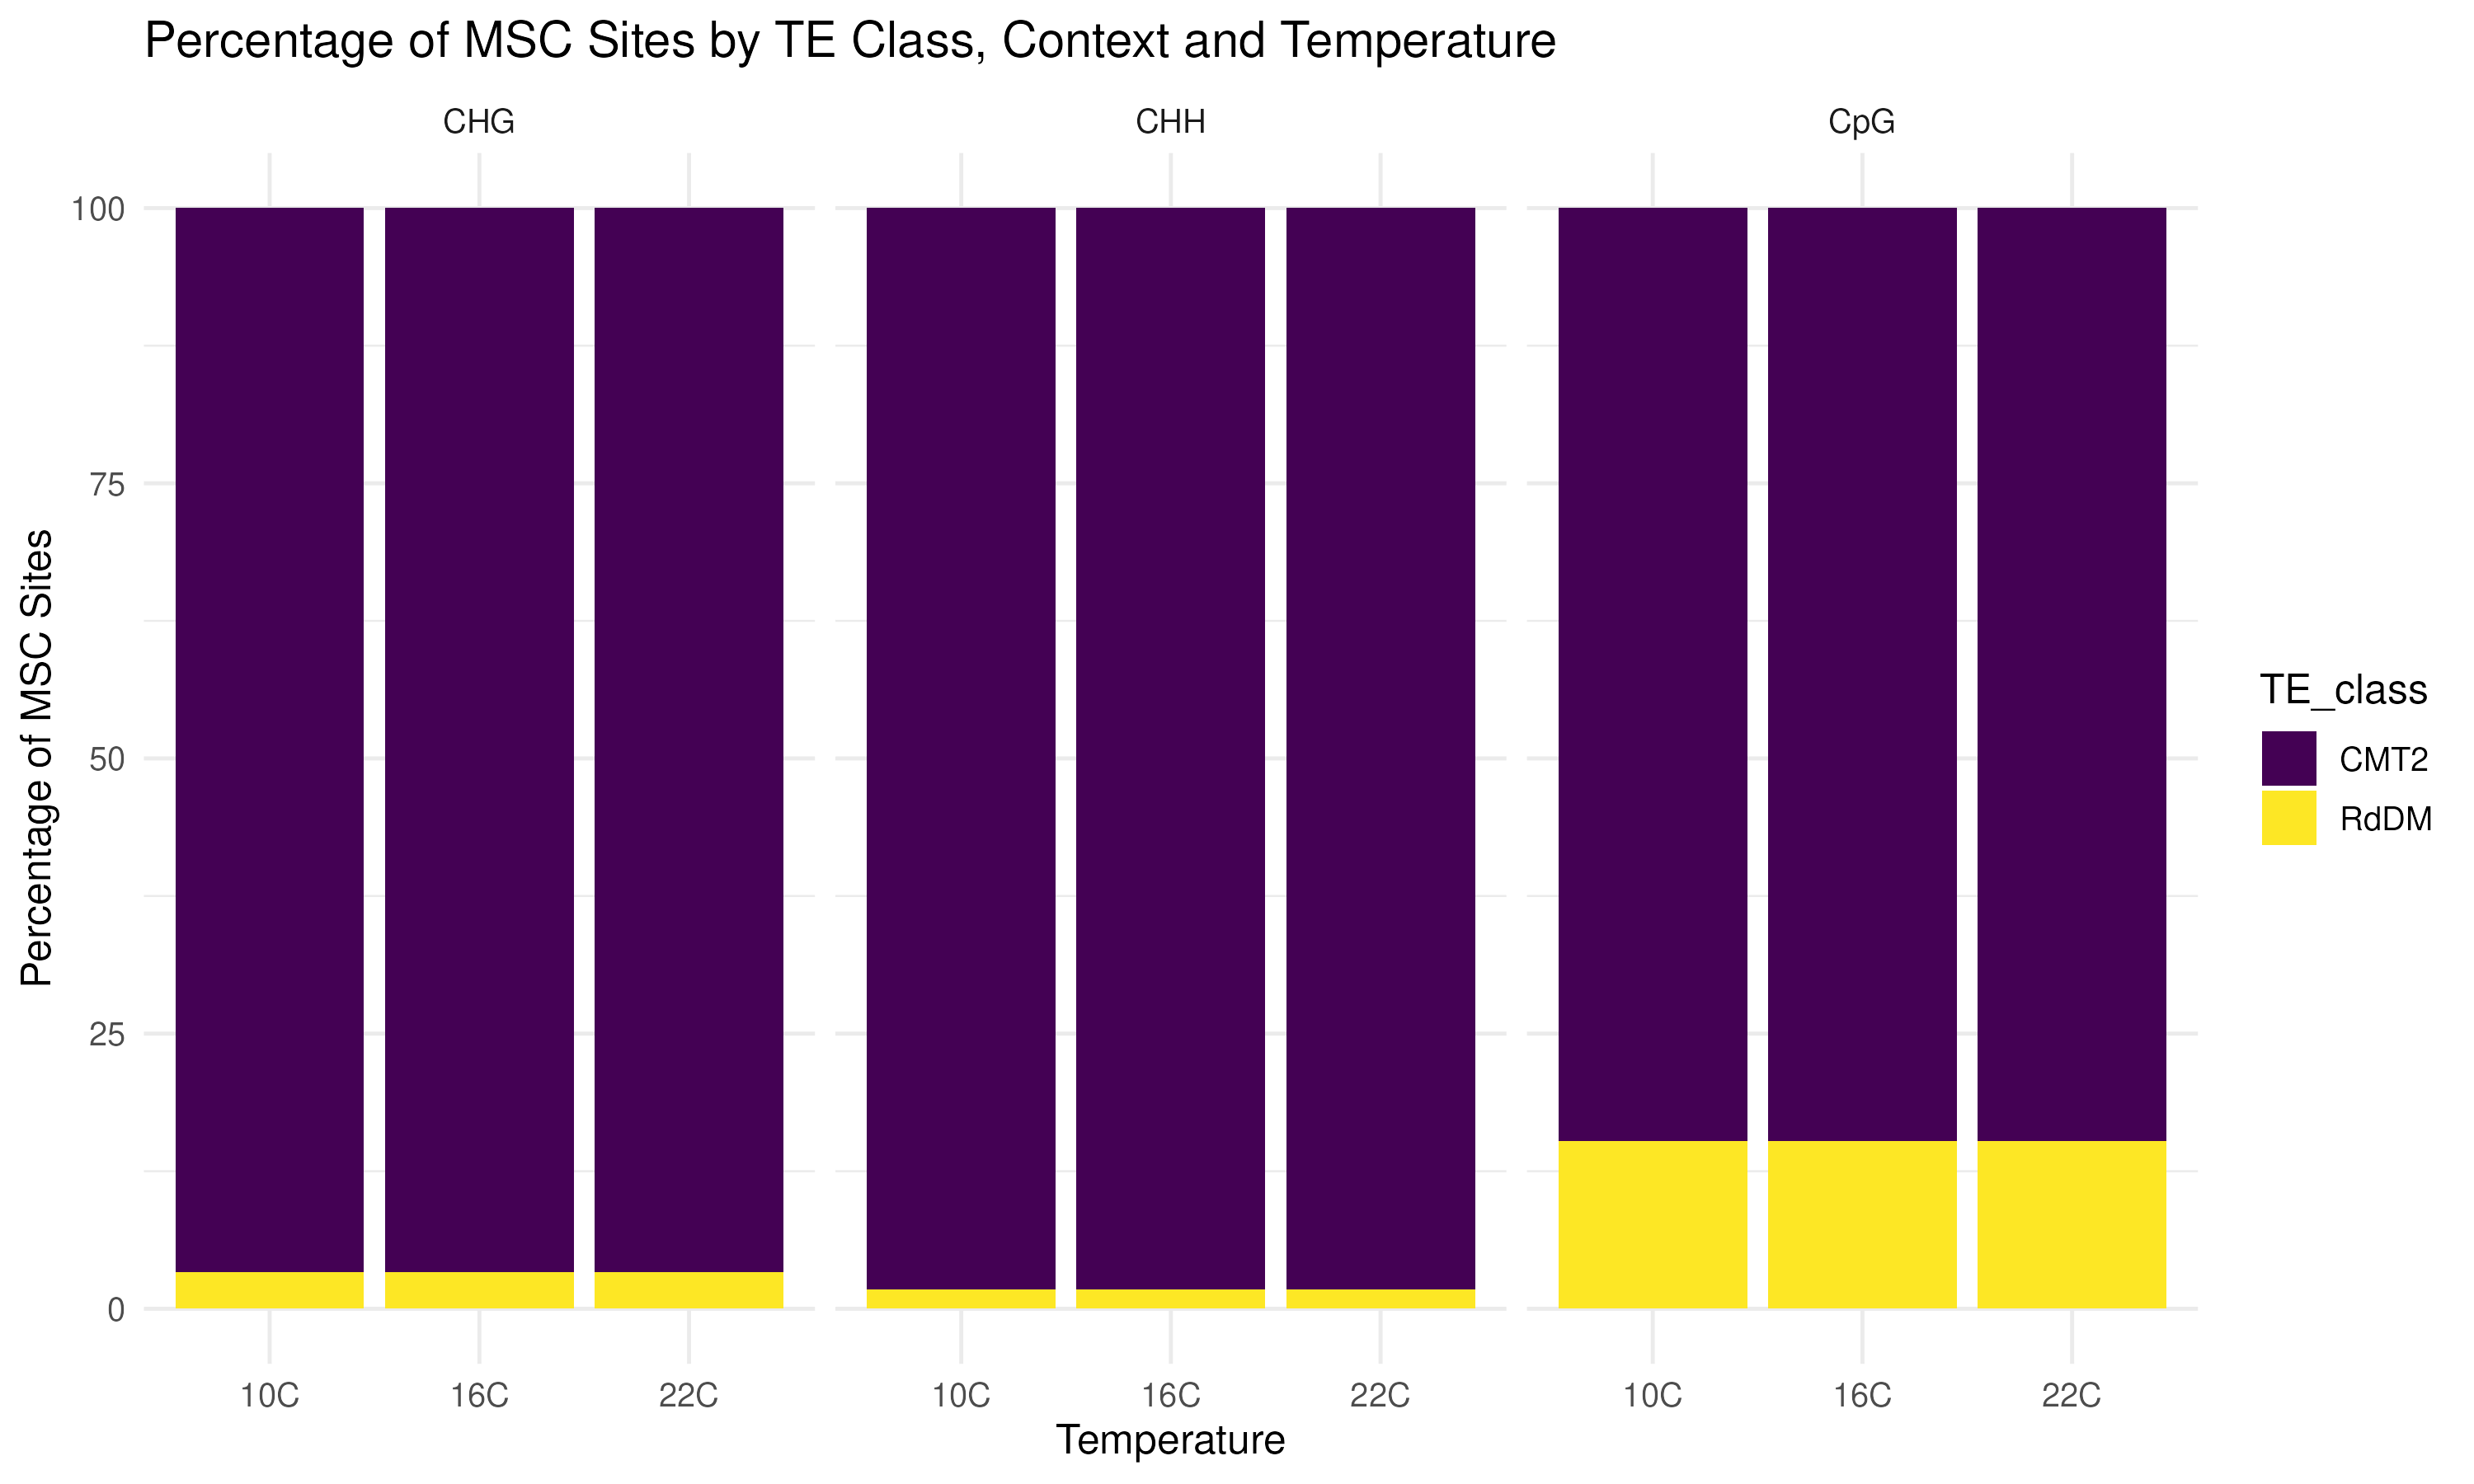 Percentage of MSC Sites by TE Class, Context and Temperature
CHG
CHH
CpG
Percentage of MSC Sites
100
75
50
25
0
10C
16C
22C
10C
16C
22C
10C
16C
22C
Temperature
TE_class
CMT2
RdDM